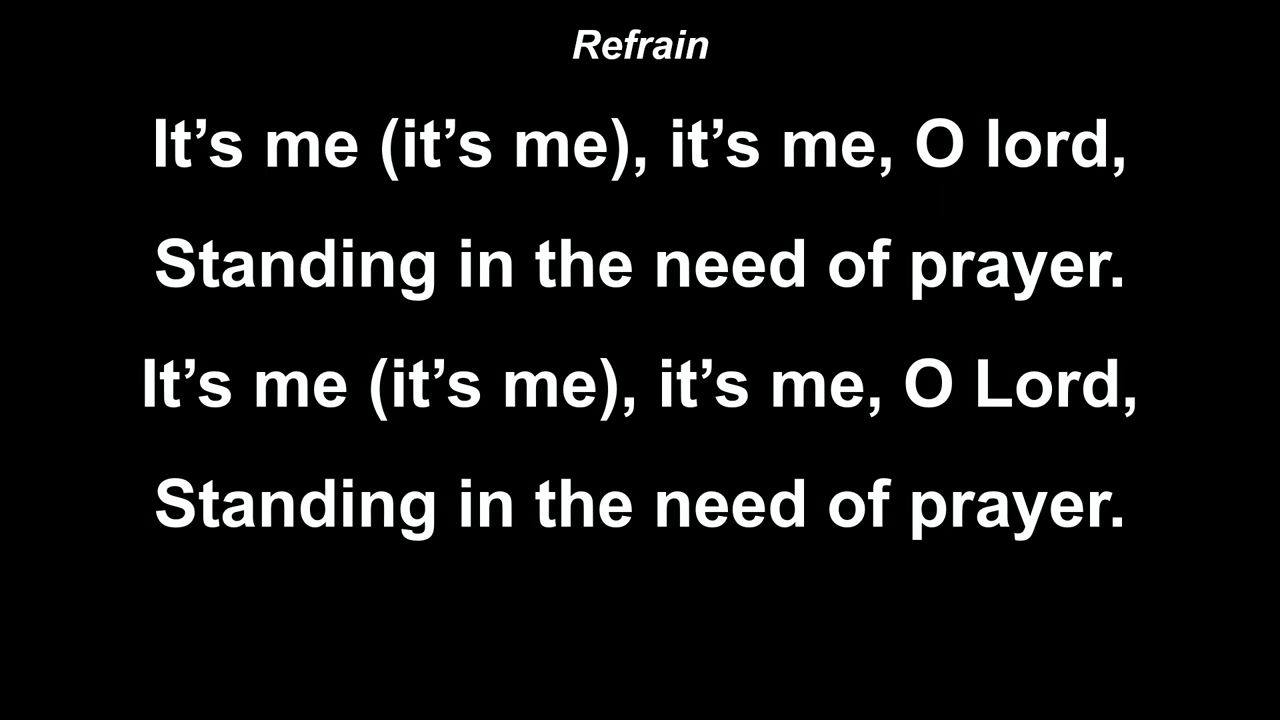 Refrain
It’s me (it’s me), it’s me, O lord,
Standing in the need of prayer.
It’s me (it’s me), it’s me, O Lord,
Standing in the need of prayer.